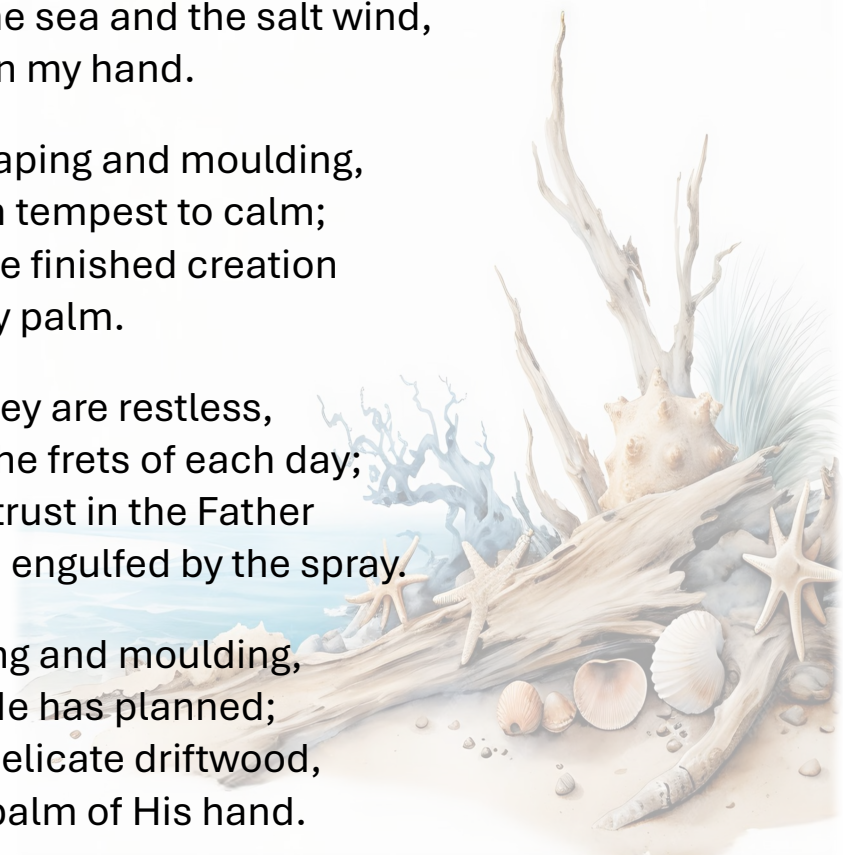 e sea and the salt wind,
n my hand.
aping and moulding,
tempest to calm;
e finished creation
y palm.
ey are restless,
he frets of each day;
trust in the Father
engulfed by the spray.
ng and moulding,
He has planned;
elicate driftwood,
palm of His hand.